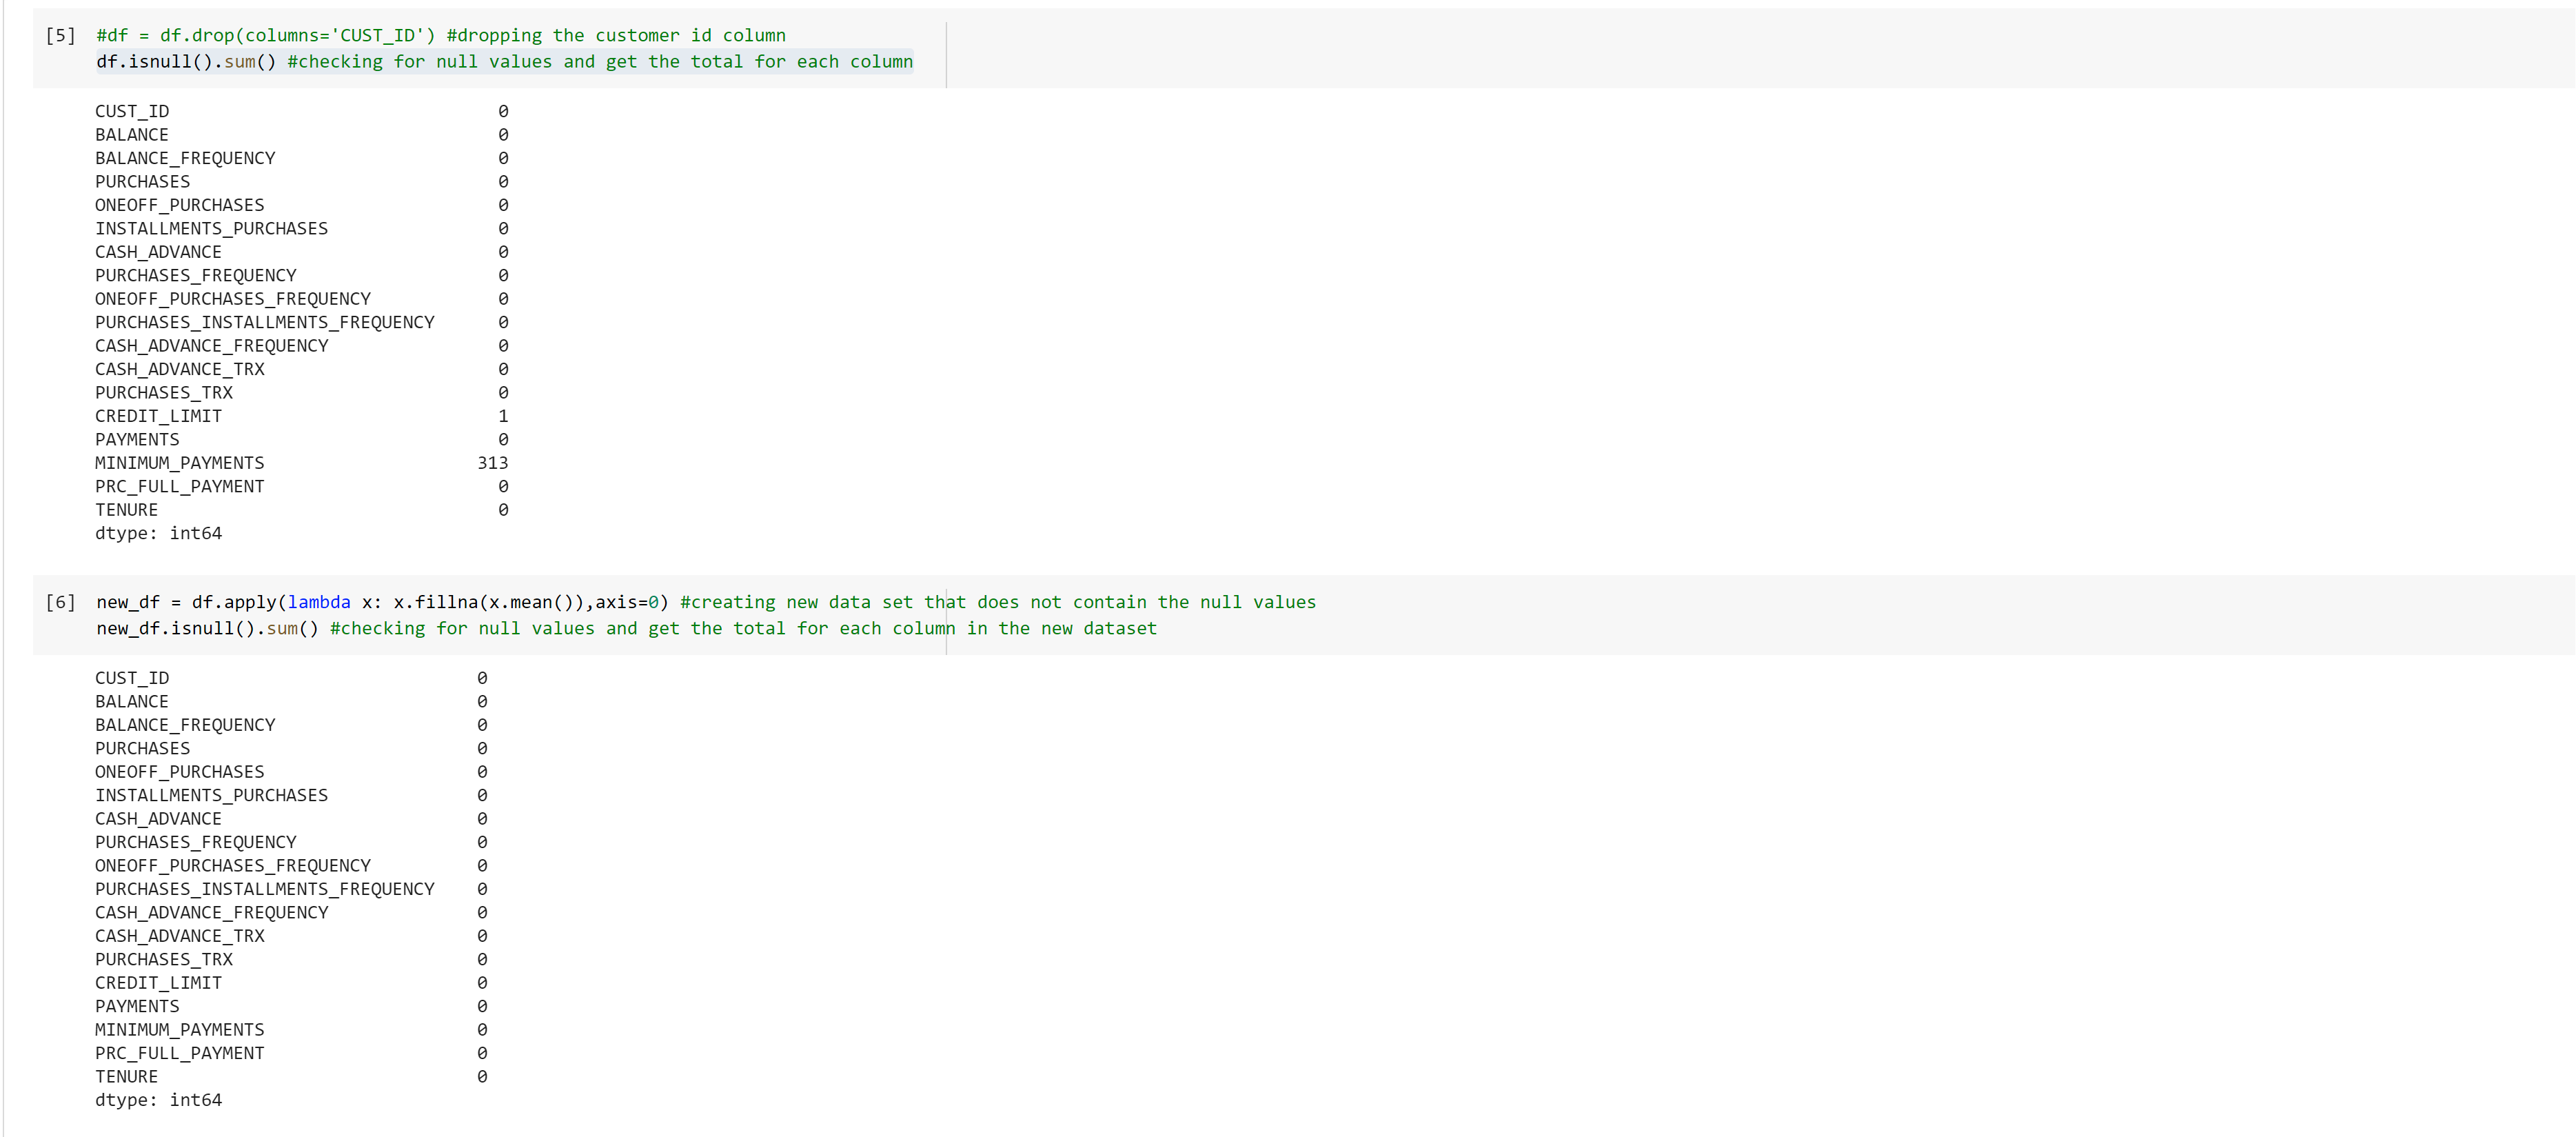 [5] #df = df.drop(columns='CUST_ID') #dropping the customer id column
df.isnull().sum() #checking for null values and get the total for each column
CUST_ID 0
BALANCE 0
BALANCE_FREQUENCY 0
PURCHASES 0
ONEOFF_PURCHASES 0
INSTALLMENTS_PURCHASES 0
CASH_ADVANCE 0
PURCHASES_FREQUENCY 0
ONEOFF_PURCHASES_FREQUENCY 0
PURCHASES_INSTALLMENTS_FREQUENCY 0
CASH_ADVANCE_FREQUENCY 0
CASH_ADVANCE_TRX 0
PURCHASES_TRX 0
CREDIT_LIMIT 1
PAYMENTS 0
MINIMUM_PAYMENTS 313
PRC_FULL_PAYMENT 0
TENURE 0
dtype: int64
[6] new_df = df.apply(lambda x: x.fillna(x.mean()),axis=0) #creating new data set that does not contain the null values
new_df.isnull().sum() #checking for null values and get the total for each column in the new dataset
CUST_ID 0
BALANCE 0
BALANCE_FREQUENCY 0
PURCHASES 0
ONEOFF_PURCHASES 0
INSTALLMENTS_PURCHASES 0
CASH_ADVANCE 0
PURCHASES_FREQUENCY 0
ONEOFF_PURCHASES_FREQUENCY 0
PURCHASES_INSTALLMENTS_FREQUENCY 0
CASH_ADVANCE_FREQUENCY 0
CASH_ADVANCE_TRX 0
PURCHASES_TRX 0
CREDIT_LIMIT 0
PAYMENTS 0
MINIMUM_PAYMENTS 0
PRC_FULL_PAYMENT 0
TENURE 0
dtype: int64